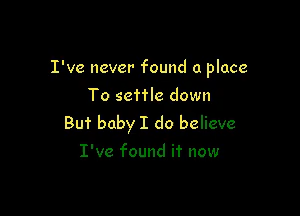 I've never found a place
To settle down
But baby I do believe
I've found it now